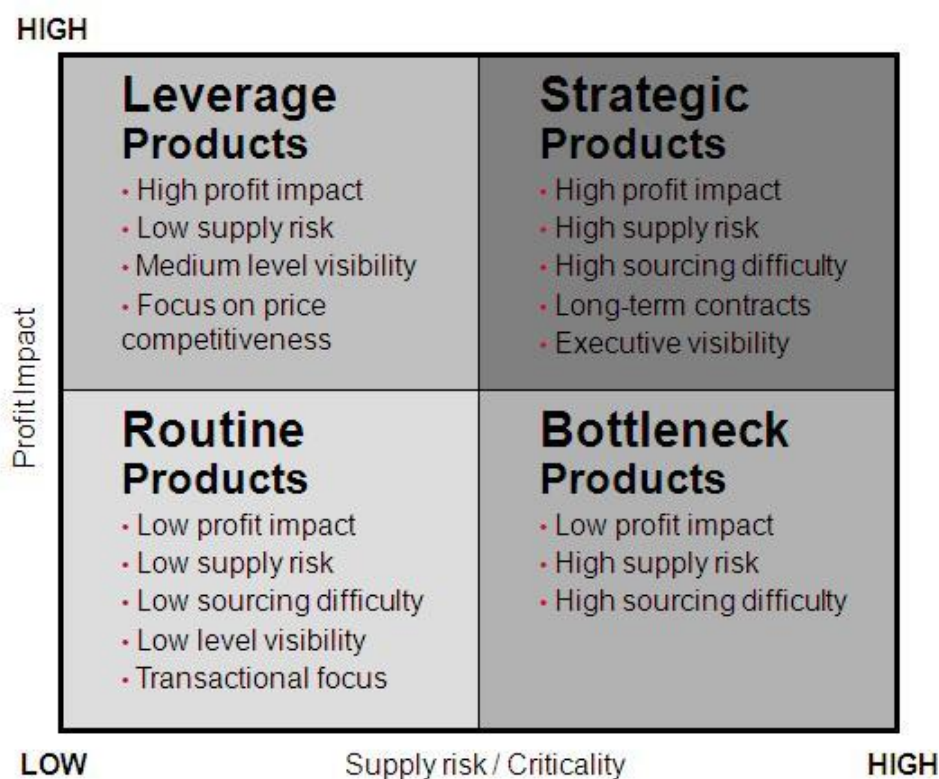 HIGH
Leverage
Products
• High profit impact
• Low supply risk
• Medium level visibility
• Focus on price
competitiveness
Strategic
Products
• High profit impact
• High supply risk
• High sourcing difficulty
• Long-term contracts
• Executive visibility
Profit Impact
Routine
Products
• Low profit impact
• Low supply risk
• Low sourcing difficulty
• Low level visibility
• Transactional focus
Bottleneck
Products
• Low profit impact
• High supply risk
• High sourcing difficulty
LOW
Supply risk / Criticality
HIGH